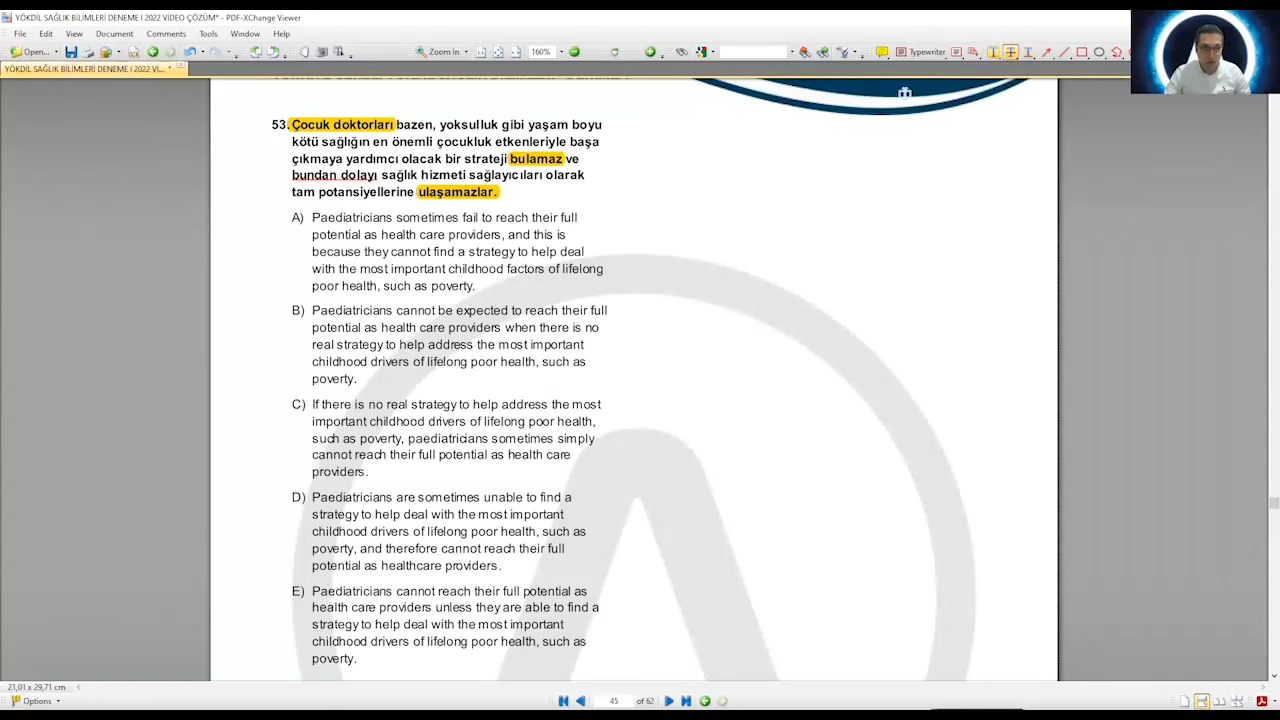 YÖKDİL SAĞLIK BİLİMLERİ DENEME I 2022 VİDEO ÇÖZÜM* - PDF-XChange Viewer
File Edit View Document Comments Tools Window Help
Open... Zoom In 160% Typewriter
YÖKDİL SAĞLIK BİLİMLERİ DENEME I 2022 Vİ... *
53. Çocuk doktorları bazen, yoksulluk gibi yaşam boyu
kötü sağlığın en önemli çocukluk etkenleriyle başa
çıkmaya yardımcı olacak bir strateji bulamaz ve
bundan dolayı sağlık hizmeti sağlayıcıları olarak
tam potansiyellerine ulaşamazlar.
A) Paediatricians sometimes fail to reach their full
potential as health care providers, and this is
because they cannot find a strategy to help deal
with the most important childhood factors of lifelong
poor health, such as poverty.
B) Paediatricians cannot be expected to reach their full
potential as health care providers when there is no
real strategy to help address the most important
childhood drivers of lifelong poor health, such as
poverty.
C) If there is no real strategy to help address the most
important childhood drivers of lifelong poor health,
such as poverty, paediatricians sometimes simply
cannot reach their full potential as health care
providers.
D) Paediatricians are sometimes unable to find a
strategy to help deal with the most important
childhood drivers of lifelong poor health, such as
poverty, and therefore cannot reach their full
potential as healthcare providers.
E) Paediatricians cannot reach their full potential as
health care providers unless they are able to find a
strategy to help deal with the most important
childhood drivers of lifelong poor health, such as
poverty.
21,01 x 29,71 cm
Options 45 of 62